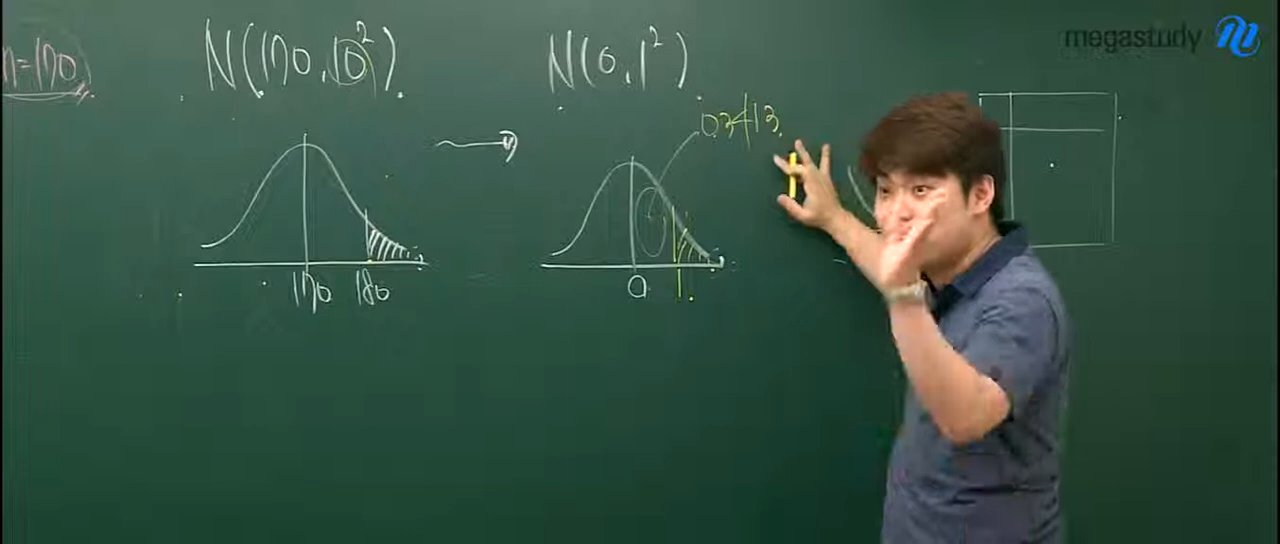 m=170
N(170, 10²)
N(0, 1²)
megastudy
0.3413
170 180
0 1